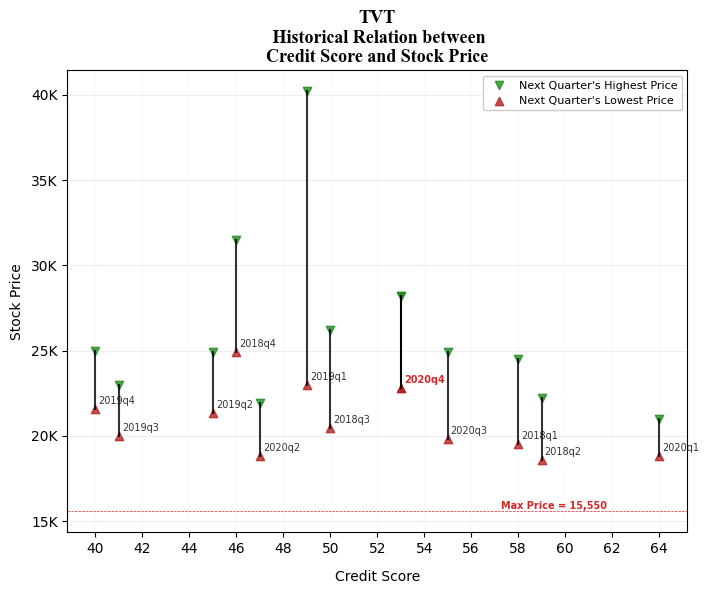 TVT
Historical Relation between
Credit Score and Stock Price
Next Quarter's Highest Price
Next Quarter's Lowest Price
40K
35K
30K
25K
20K
15K
Stock Price
2019q4
2019q3
2019q2
2018q4
2020q2
2019q1
2018q3
2020q4
2020q3
2018q1
2018q2
2020q1
Max Price = 15,550
40 42 44 46 48 50 52 54 56 58 60 62 64
Credit Score